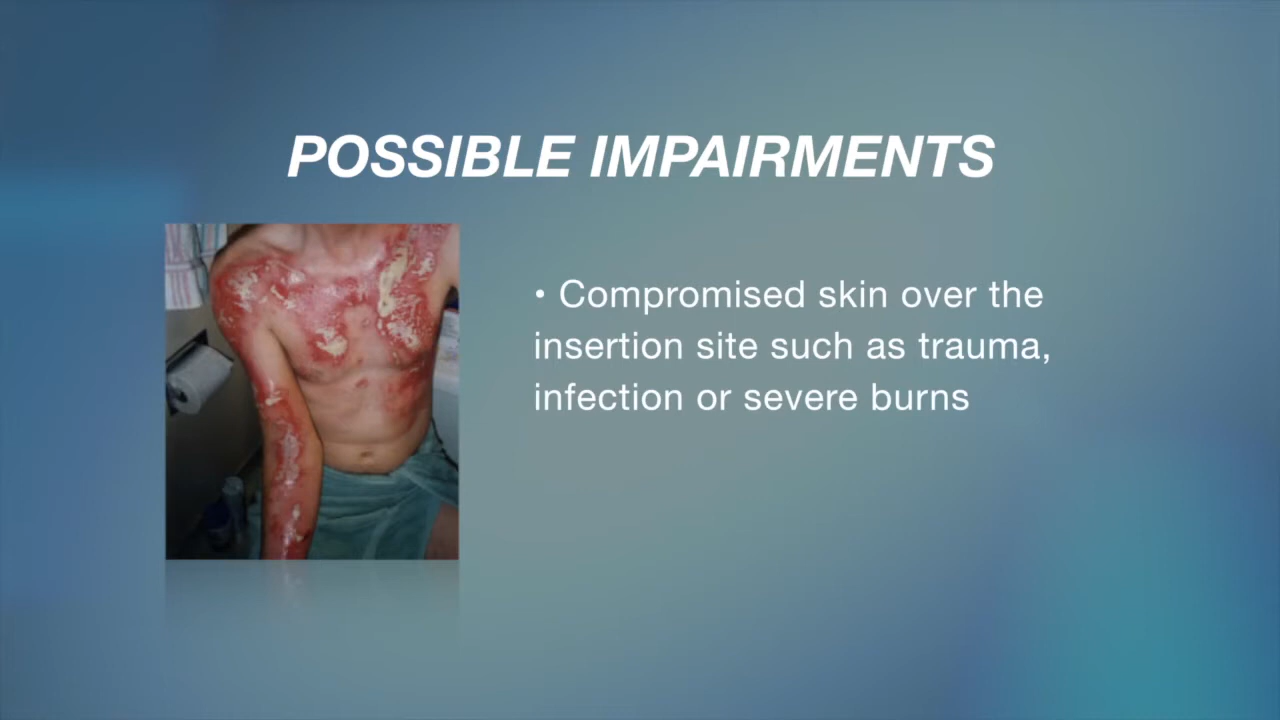 POSSIBLE IMPAIRMENTS
• Compromised skin over the
insertion site such as trauma,
infection or severe burns